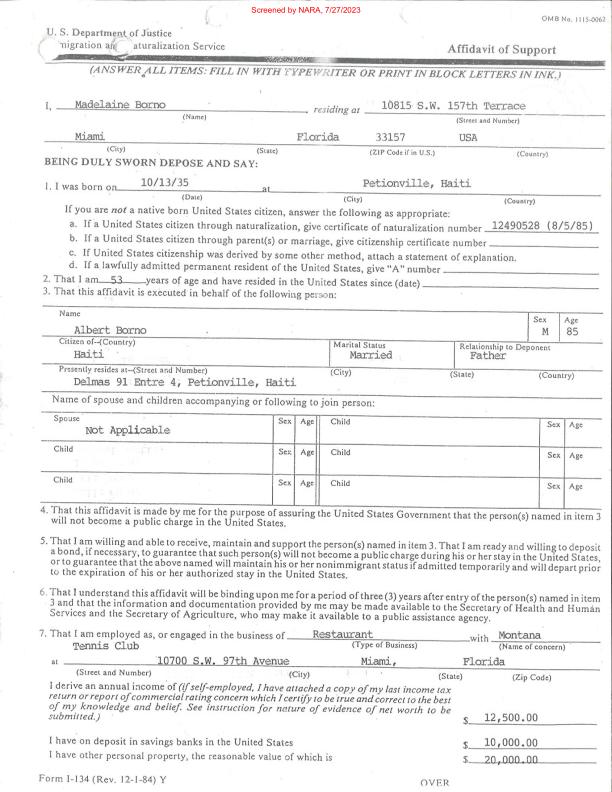 Screened by NARA, 7/27/2023
OMB No. 1115-0062
U. S. Department of Justice
migration an aturalization Service
Affidavit of Support
(ANSWER ALL ITEMS: FILL IN WITH TYPEWRITER OR PRINT IN BLOCK LETTERS IN INK.)
I, Madelaine Borno residing at 10815 S.W. 157th Terrace
(Name) (Street and Number)
Miami Florida 33157 USA
(City) (State) (ZIP Code if in U.S.) (Country)
BEING DULY SWORN DEPOSE AND SAY:
1. I was born on 10/13/35 at Petionville, Haiti
(Date) (City) (Country)
If you are not a native born United States citizen, answer the following as appropriate:
a. If a United States citizen through naturalization, give certificate of naturalization number 12490528 (8/5/85)
b. If a United States citizen through parent(s) or marriage, give citizenship certificate number
c. If United States citizenship was derived by some other method, attach a statement of explanation.
d. If a lawfully admitted permanent resident of the United States, give "A" number
2. That I am 53 years of age and have resided in the United States since (date)
3. That this affidavit is executed in behalf of the following person:
Name Sex Age
Albert Borno M 85
Citizen of--(Country) Marital Status Relationship to Deponent
Haiti Married Father
Presently resides at--(Street and Number) (City) (State) (Country)
Delmas 91 Entre 4, Petionville, Haiti
Name of spouse and children accompanying or following to join person:
Spouse Sex Age Child Sex Age
Not Applicable
Child Sex Age Child Sex Age
Child Sex Age Child Sex Age
4. That this affidavit is made by me for the purpose of assuring the United States Government that the person(s) named in item 3
will not become a public charge in the United States.
5. That I am willing and able to receive, maintain and support the person(s) named in item 3. That I am ready and willing to deposit
a bond, if necessary, to guarantee that such person(s) will not become a public charge during his or her stay in the United States,
or to guarantee that the above named will maintain his or her nonimmigrant status if admitted temporarily and will depart prior
to the expiration of his or her authorized stay in the United States.
6. That I understand this affidavit will be binding upon me for a period of three (3) years after entry of the person(s) named in item
3 and that the information and documentation provided by me may be made available to the Secretary of Health and Human
Services and the Secretary of Agriculture, who may make it available to a public assistance agency.
7. That I am employed as, or engaged in the business of Restaurant with Montana
Tennis Club (Type of Business) (Name of concern)
at 10700 S.W. 97th Avenue Miami, Florida
(Street and Number) (City) (State) (Zip Code)
I derive an annual income of (if self-employed, I have attached a copy of my last income tax
return or report of commercial rating concern which I certify to be true and correct to the best
of my knowledge and belief. See instruction for nature of evidence of net worth to be
submitted.) $ 12,500.00
I have on deposit in savings banks in the United States $ 10,000.00
I have other personal property, the reasonable value of which is $ 20,000.00
Form I-134 (Rev. 12-1-84) Y OVER